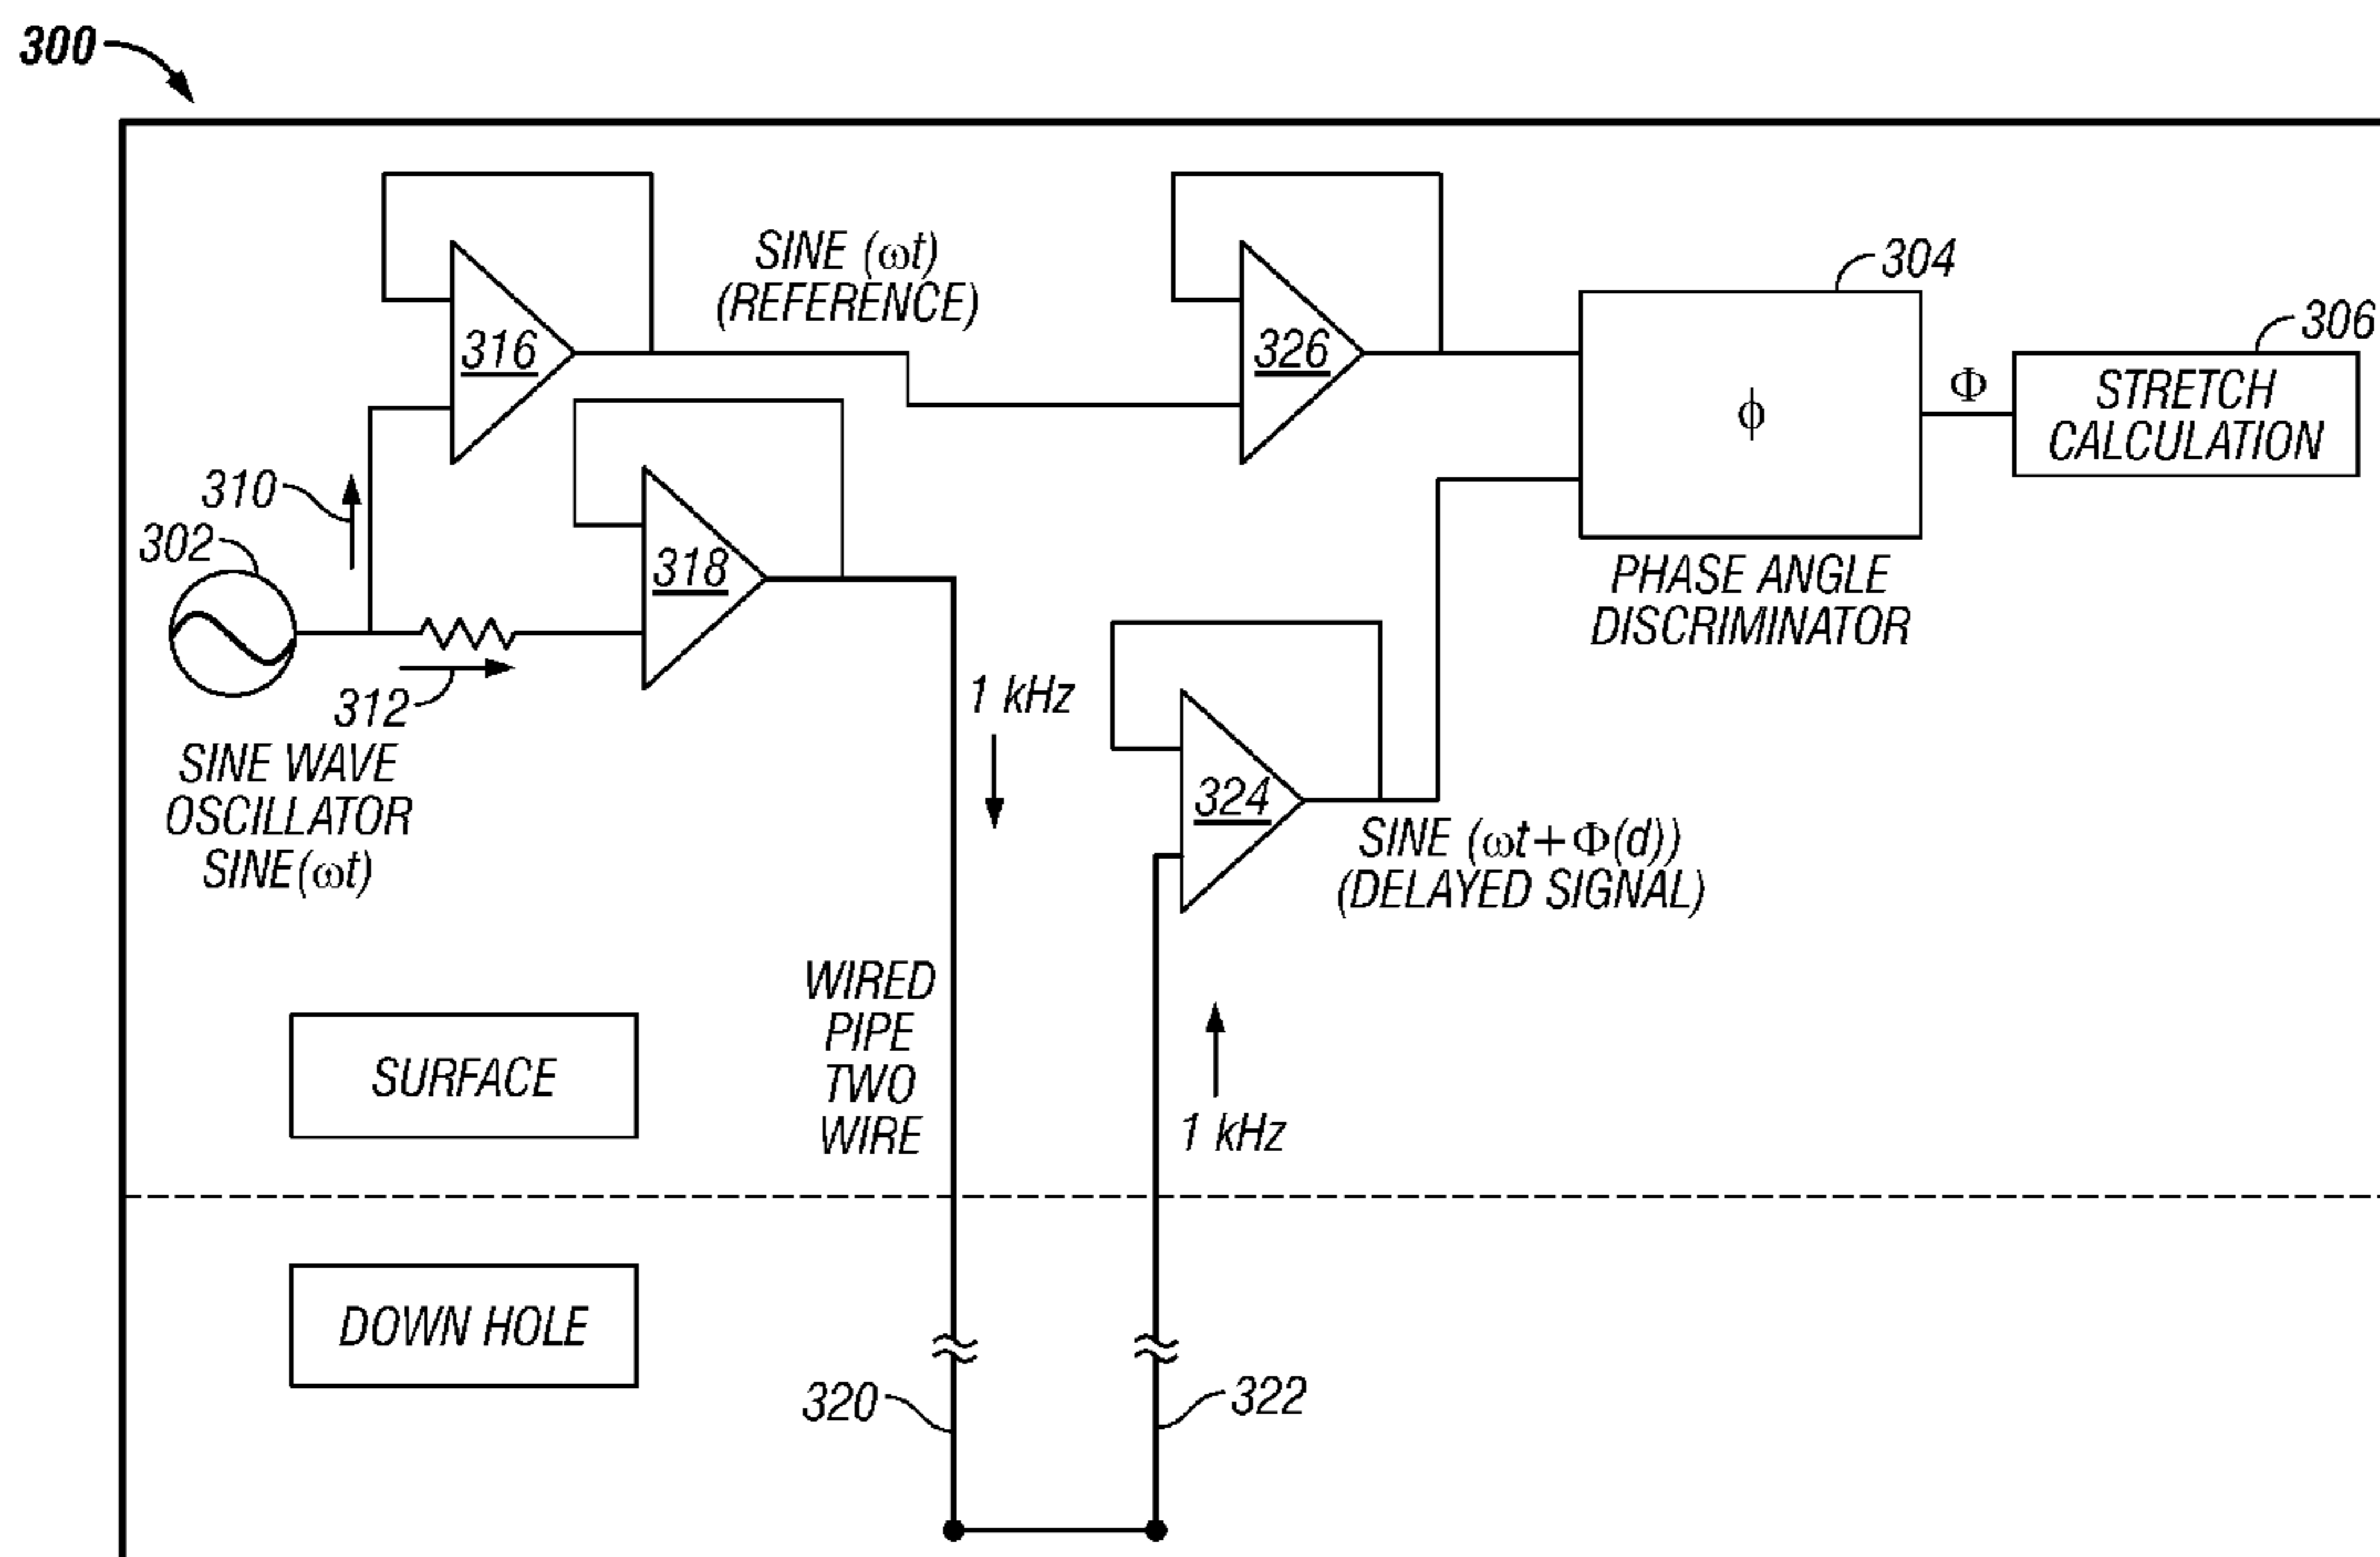 300
SINE (ωt)
(REFERENCE)
304
306
316
326
ϕ
Φ
STRETCH
CALCULATION
310
302
318
312
PHASE ANGLE
DISCRIMINATOR
SINE WAVE
OSCILLATOR
SINE(ωt)
1 kHz
324
SINE (ωt+Φ(d))
(DELAYED SIGNAL)
WIRED
PIPE
TWO
WIRE
SURFACE
1 kHz
DOWN HOLE
320
322